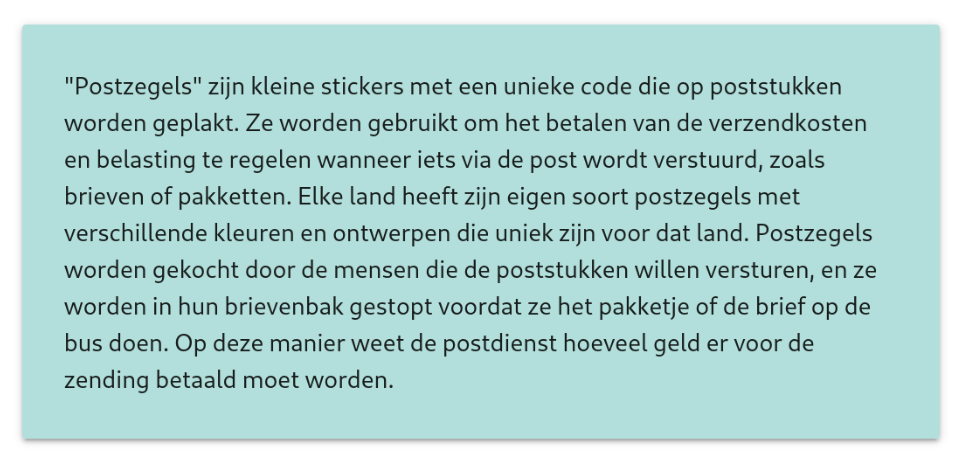 "Postzegels" zijn kleine stickers met een unieke code die op poststukken
worden geplakt. Ze worden gebruikt om het betalen van de verzendkosten
en belasting te regelen wanneer iets via de post wordt verstuurd, zoals
brieven of pakketten. Elke land heeft zijn eigen soort postzegels met
verschillende kleuren en ontwerpen die uniek zijn voor dat land. Postzegels
worden gekocht door de mensen die de poststukken willen versturen, en ze
worden in hun brievenbak gestopt voordat ze het pakketje of de brief op de
bus doen. Op deze manier weet de postdienst hoeveel geld er voor de
zending betaald moet worden.